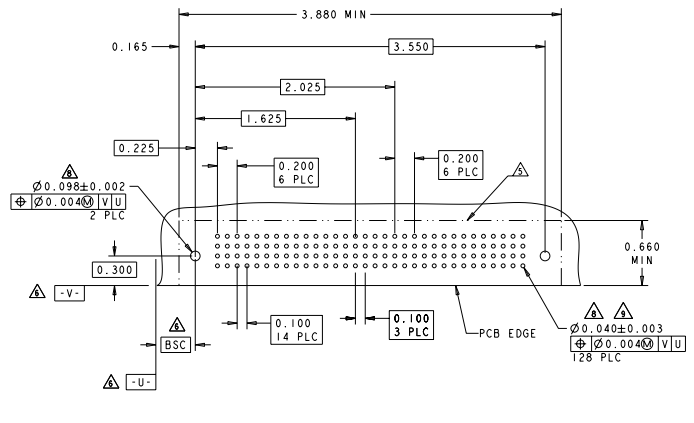 3.880 MIN
0.165
3.550
2.025
1.625
0.225
0.200
6 PLC
0.200
6 PLC
5
8
Ø0.098±0.002
⌖ Ø0.004Ⓜ V U
2 PLC
0.660
MIN
0.300
6 -V-
0.100
14 PLC
0.100
3 PLC
PCB EDGE
8 9
Ø0.040±0.003
⌖ Ø0.004Ⓜ V U
128 PLC
6
BSC
6 -U-